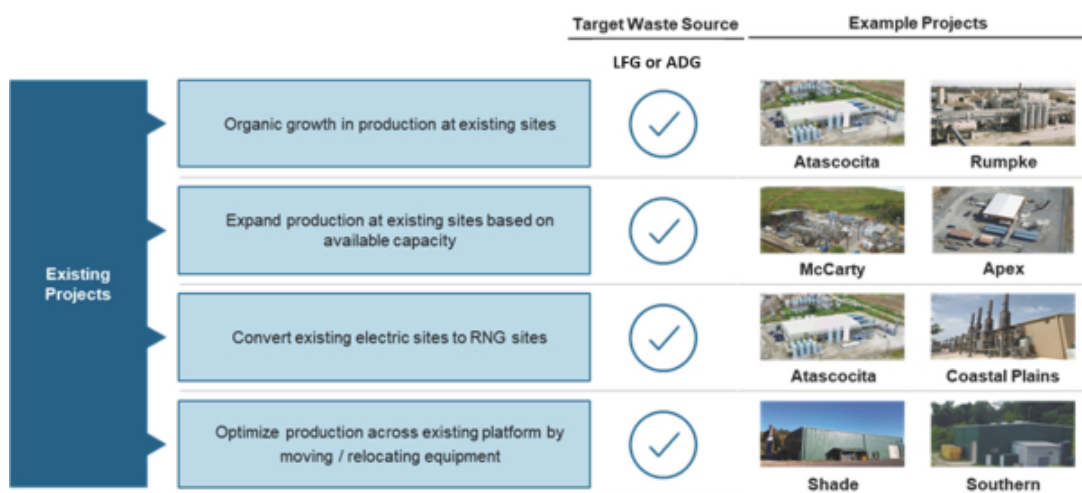 Target Waste Source
Example Projects
LFG or ADG
Existing
Projects
Organic growth in production at existing sites
Atascocita
Rumpke
Expand production at existing sites based on
available capacity
McCarty
Apex
Convert existing electric sites to RNG sites
Atascocita
Coastal Plains
Optimize production across existing platform by
moving / relocating equipment
Shade
Southern